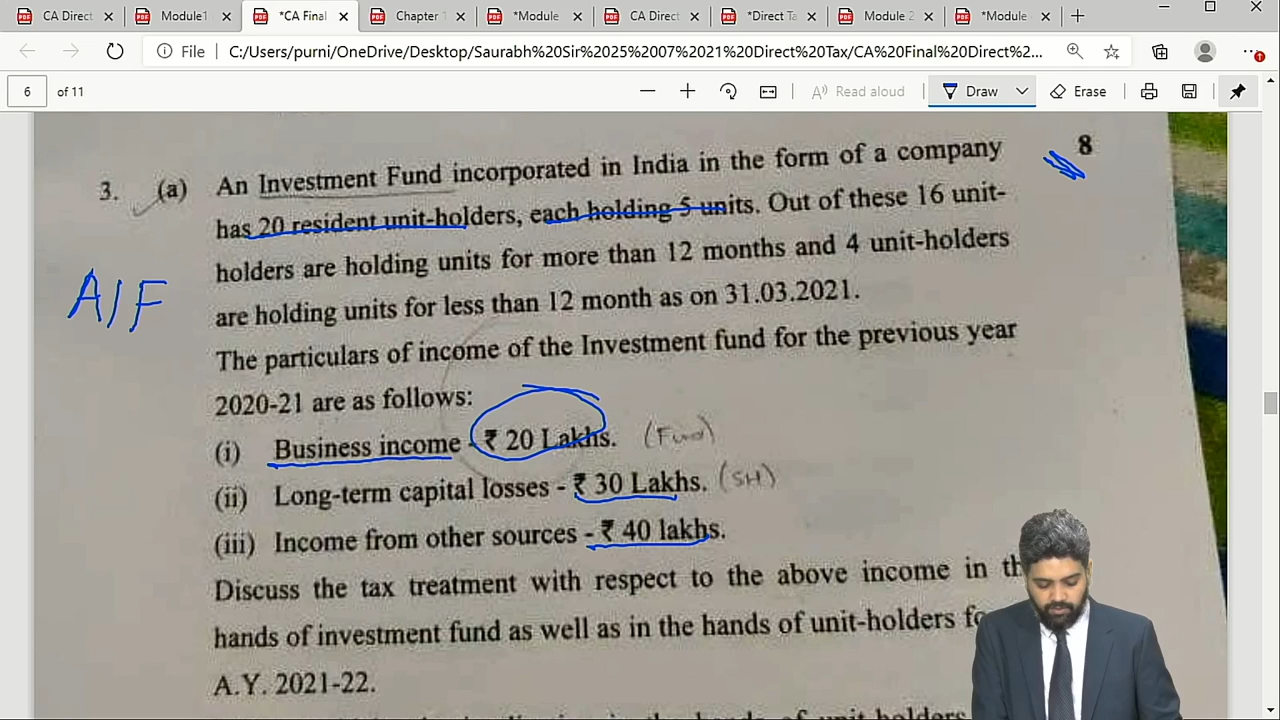 CA Direct
Module1
*CA Final
Chapter
*Module
CA Direct
*Direct Ta
Module 2
*Module
File
C:/Users/purni/OneDrive/Desktop/Saurabh%20Sir%2025%2007%2021%20Direct%20Tax/CA%20Final%20Direct%2...
6
of 11
Read aloud
Draw
Erase
8
3. (a) An Investment Fund incorporated in India in the form of a company
has 20 resident unit-holders, each holding 5 units. Out of these 16 unit-
holders are holding units for more than 12 months and 4 unit-holders
are holding units for less than 12 month as on 31.03.2021.
AIF
The particulars of income of the Investment fund for the previous year
2020-21 are as follows:
(i) Business income - ₹ 20 Lakhs. (Fund)
(ii) Long-term capital losses - ₹ 30 Lakhs. (SH)
(iii) Income from other sources - ₹ 40 lakhs.
Discuss the tax treatment with respect to the above income in th
hands of investment fund as well as in the hands of unit-holders fo
A.Y. 2021-22.